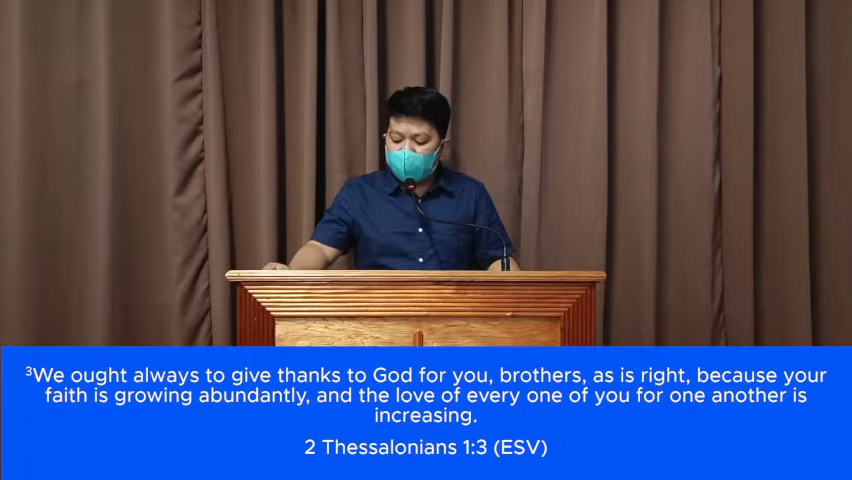 ³We ought always to give thanks to God for you, brothers, as is right, because your
faith is growing abundantly, and the love of every one of you for one another is
increasing.
2 Thessalonians 1:3 (ESV)